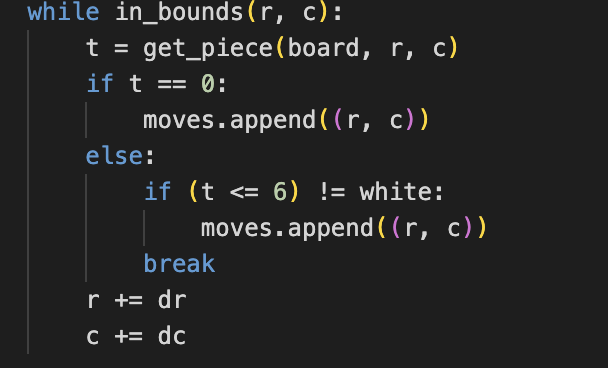 while in_bounds(r, c):
    t = get_piece(board, r, c)
    if t == 0:
        moves.append((r, c))
    else:
        if (t <= 6) != white:
            moves.append((r, c))
        break
    r += dr
    c += dc